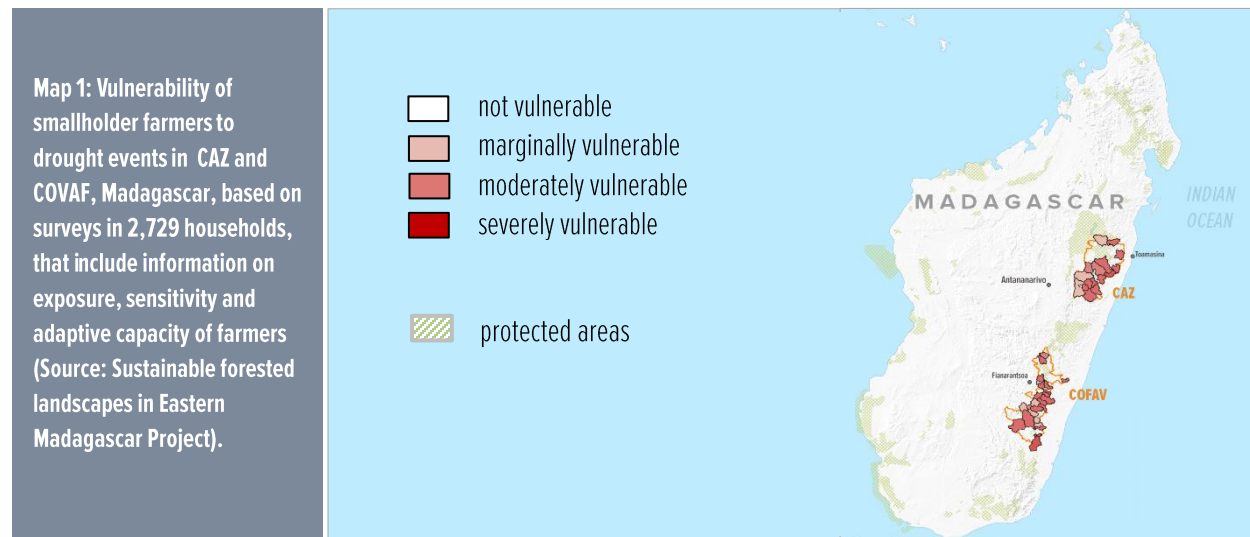 Map 1: Vulnerability of
smallholder farmers to
drought events in CAZ and
COVAF, Madagascar, based on
surveys in 2,729 households,
that include information on
exposure, sensitivity and
adaptive capacity of farmers
(Source: Sustainable forested
landscapes in Eastern
Madagascar Project).
not vulnerable
marginally vulnerable
moderately vulnerable
severely vulnerable
protected areas
MADAGASCAR
INDIAN
OCEAN
Toamasina
Antananarivo
CAZ
Fianarantsoa
COFAV